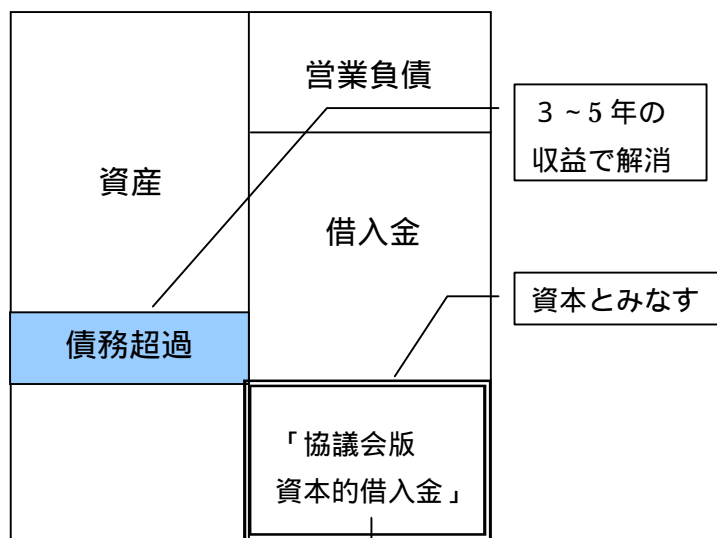 営業負債
3~5年の
収益で解消
資産
借入金
資本とみなす
債務超過
「協議会版
資本的借入金」